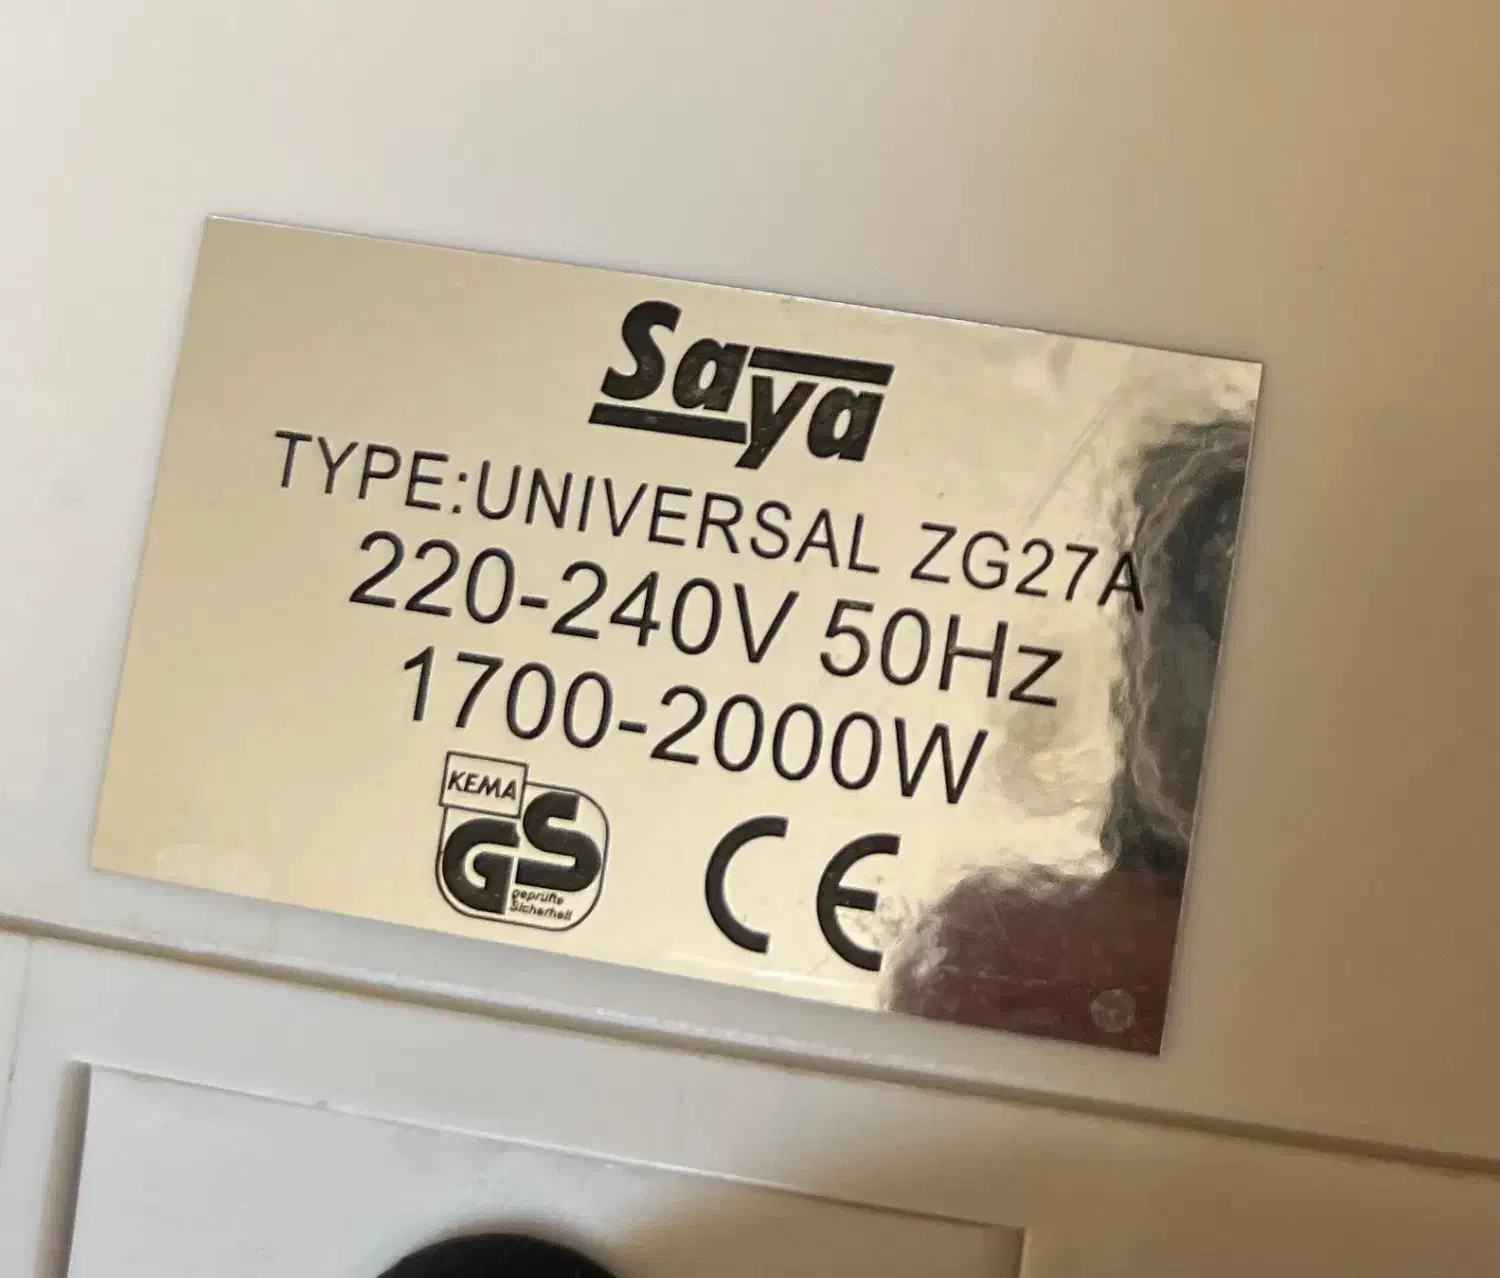 Saya
TYPE:UNIVERSAL ZG27A
220-240V 50Hz
1700-2000W
KEMA
GS
geprüfte
Sicherheit
CE